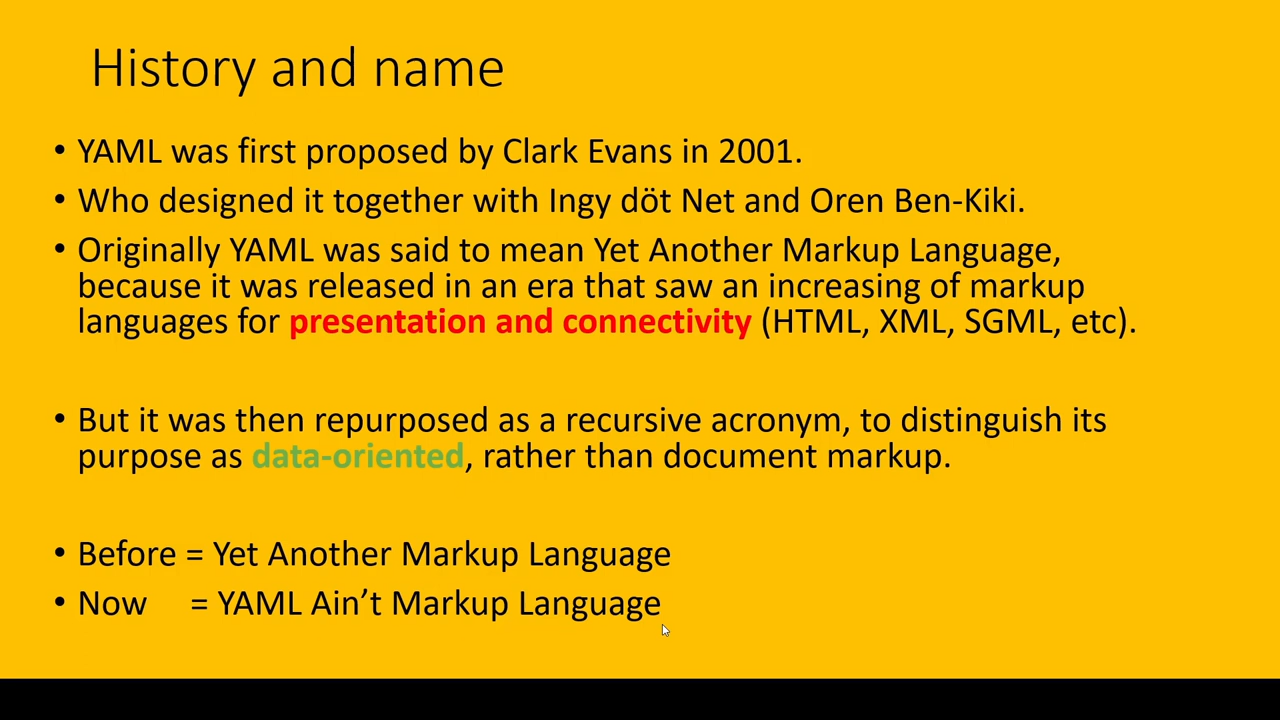 History and name
• YAML was first proposed by Clark Evans in 2001.
• Who designed it together with Ingy döt Net and Oren Ben-Kiki.
• Originally YAML was said to mean Yet Another Markup Language,
because it was released in an era that saw an increasing of markup
languages for presentation and connectivity (HTML, XML, SGML, etc).
• But it was then repurposed as a recursive acronym, to distinguish its
purpose as data-oriented, rather than document markup.
• Before = Yet Another Markup Language
• Now = YAML Ain’t Markup Language